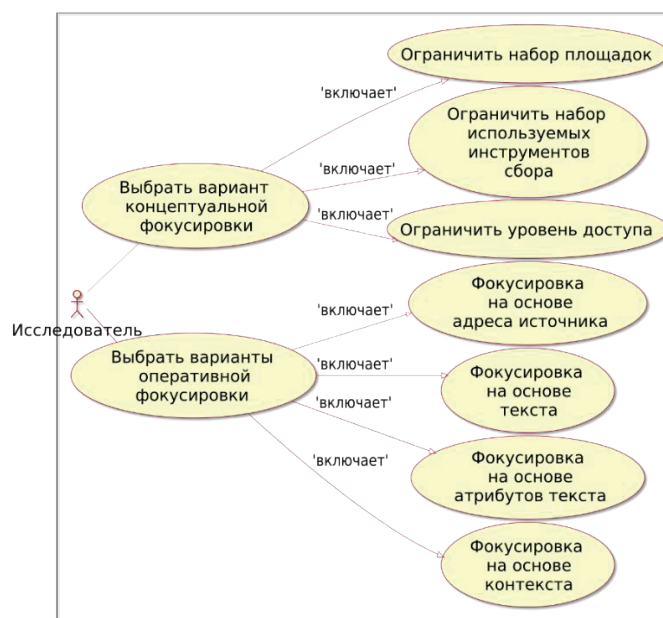 Ограничить набор площадок
'включает'
Ограничить набор
используемых
инструментов
сбора
'включает'
Выбрать вариант
концептуальной
фокусировки
'включает'
Ограничить уровень доступа
Исследователь
Фокусировка
на основе
адреса источника
'включает'
Выбрать варианты
оперативной
фокусировки
'включает'
Фокусировка
на основе
текста
'включает'
Фокусировка
на основе
атрибутов текста
'включает'
Фокусировка
на основе
контекста